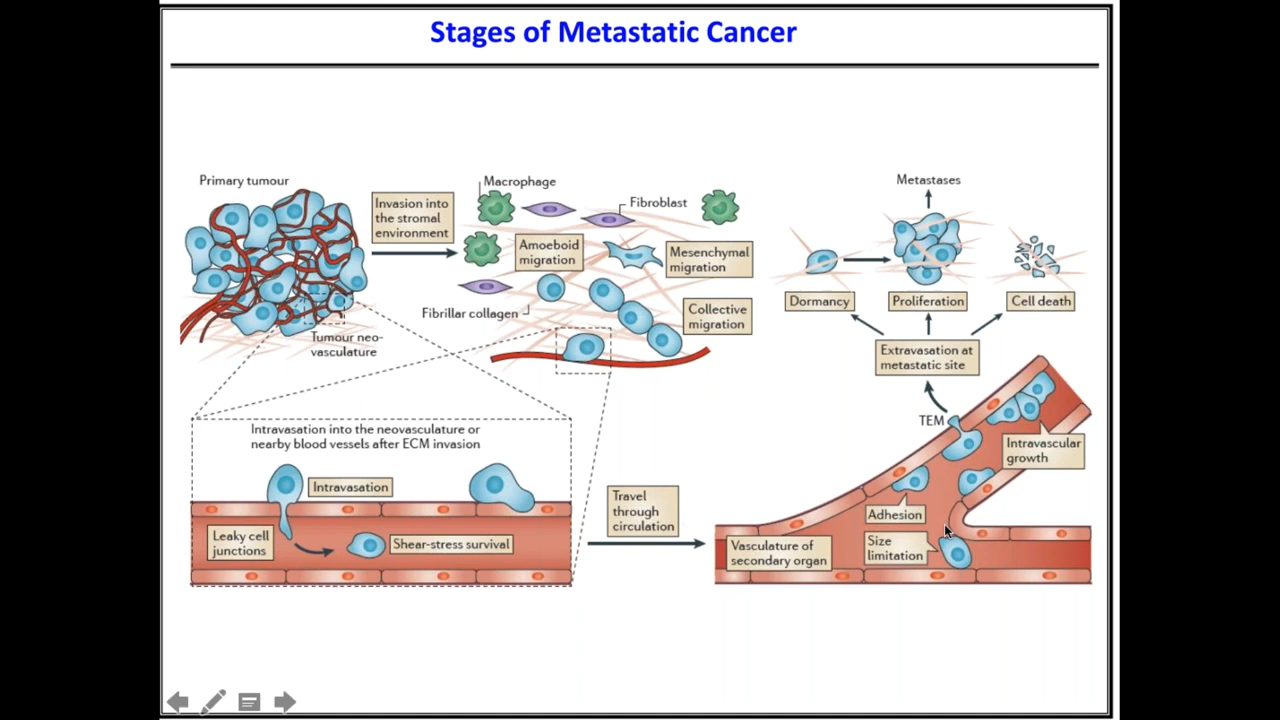 Stages of Metastatic Cancer
Primary tumour
Invasion into
the stromal
environment
Tumour neo-
vasculature
Macrophage
Fibroblast
Amoeboid
migration
Mesenchymal
migration
Fibrillar collagen
Collective
migration
Metastases
Dormancy
Proliferation
Cell death
Extravasation at
metastatic site
TEM
Intravascular
growth
Intravasation into the neovasculature or
nearby blood vessels after ECM invasion
Intravasation
Leaky cell
junctions
Shear-stress survival
Travel
through
circulation
Adhesion
Vasculature of
secondary organ
Size
limitation